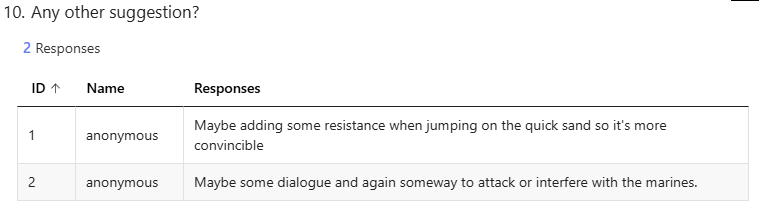 10. Any other suggestion?
2 Responses
ID ↑ Name Responses
1 anonymous Maybe adding some resistance when jumping on the quick sand so it's more
convincible
2 anonymous Maybe some dialogue and again someway to attack or interfere with the marines.